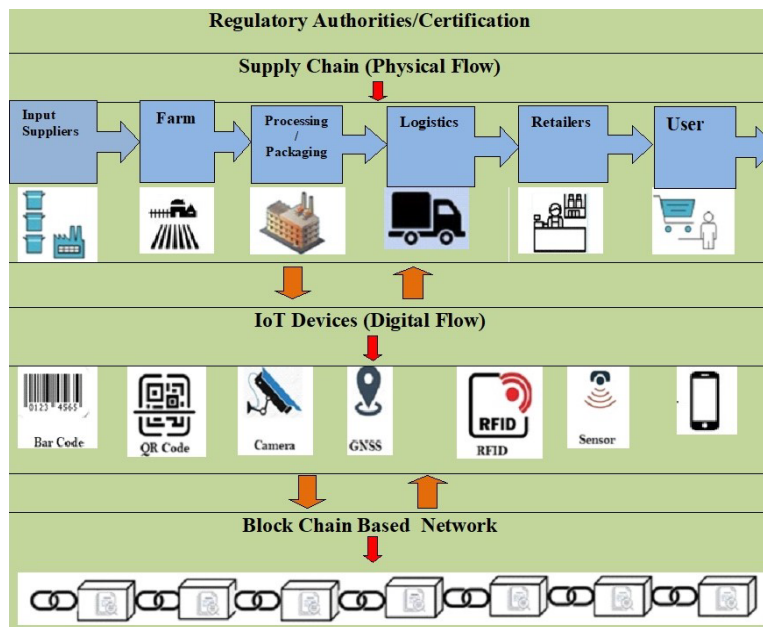 Regulatory Authorities/Certification
Supply Chain (Physical Flow)
Input
Suppliers
Farm
Processing
/
Packaging
Logistics
Retailers
User
IoT Devices (Digital Flow)
0123 4565
Bar Code
QR Code
Camera
GNSS
RFID
RFID
Sensor
Block Chain Based Network